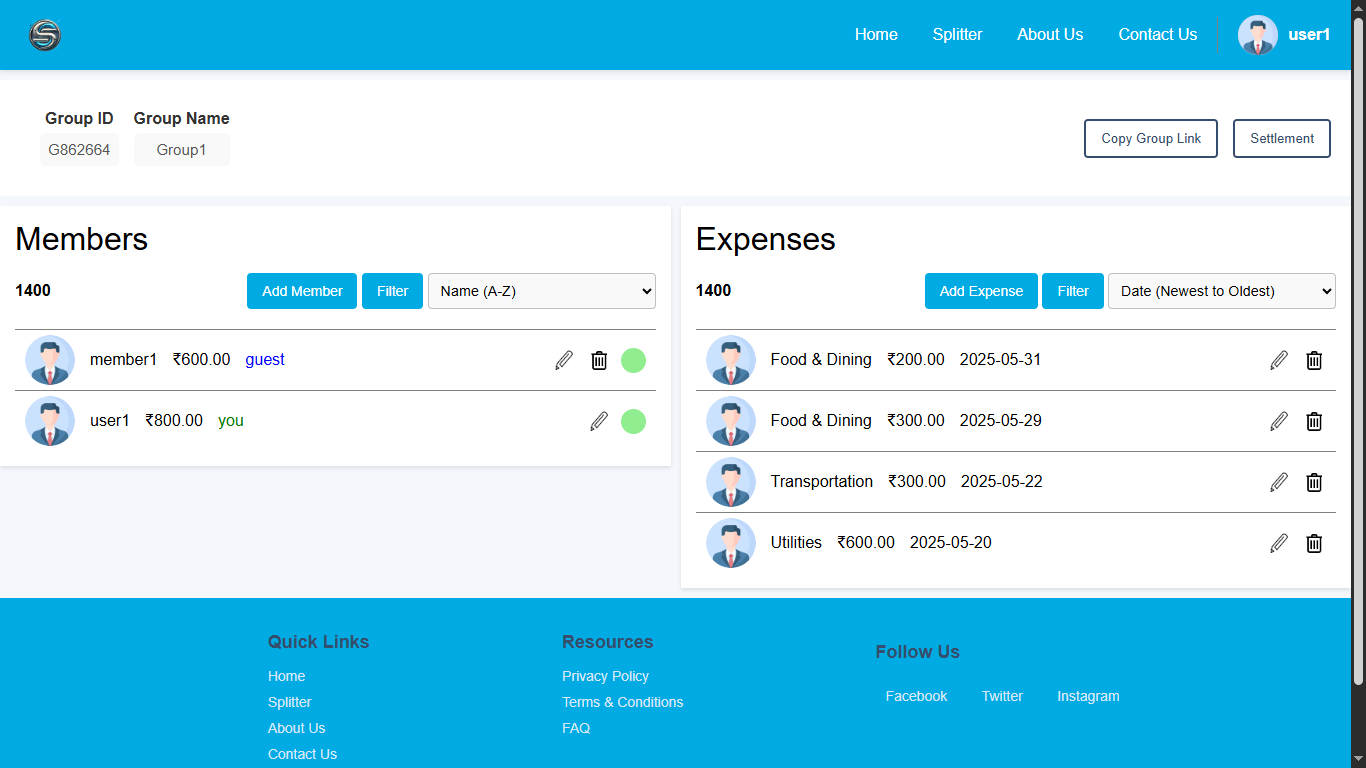 Home Splitter About Us Contact Us user1
Group ID Group Name
G862664 Group1
Copy Group Link Settlement
Members
1400 Add Member Filter Name (A-Z)
member1 ₹600.00 guest
user1 ₹800.00 you
Expenses
1400 Add Expense Filter Date (Newest to Oldest)
Food & Dining ₹200.00 2025-05-31
Food & Dining ₹300.00 2025-05-29
Transportation ₹300.00 2025-05-22
Utilities ₹600.00 2025-05-20
Quick Links
Home
Splitter
About Us
Contact Us
Resources
Privacy Policy
Terms & Conditions
FAQ
Follow Us
Facebook Twitter Instagram